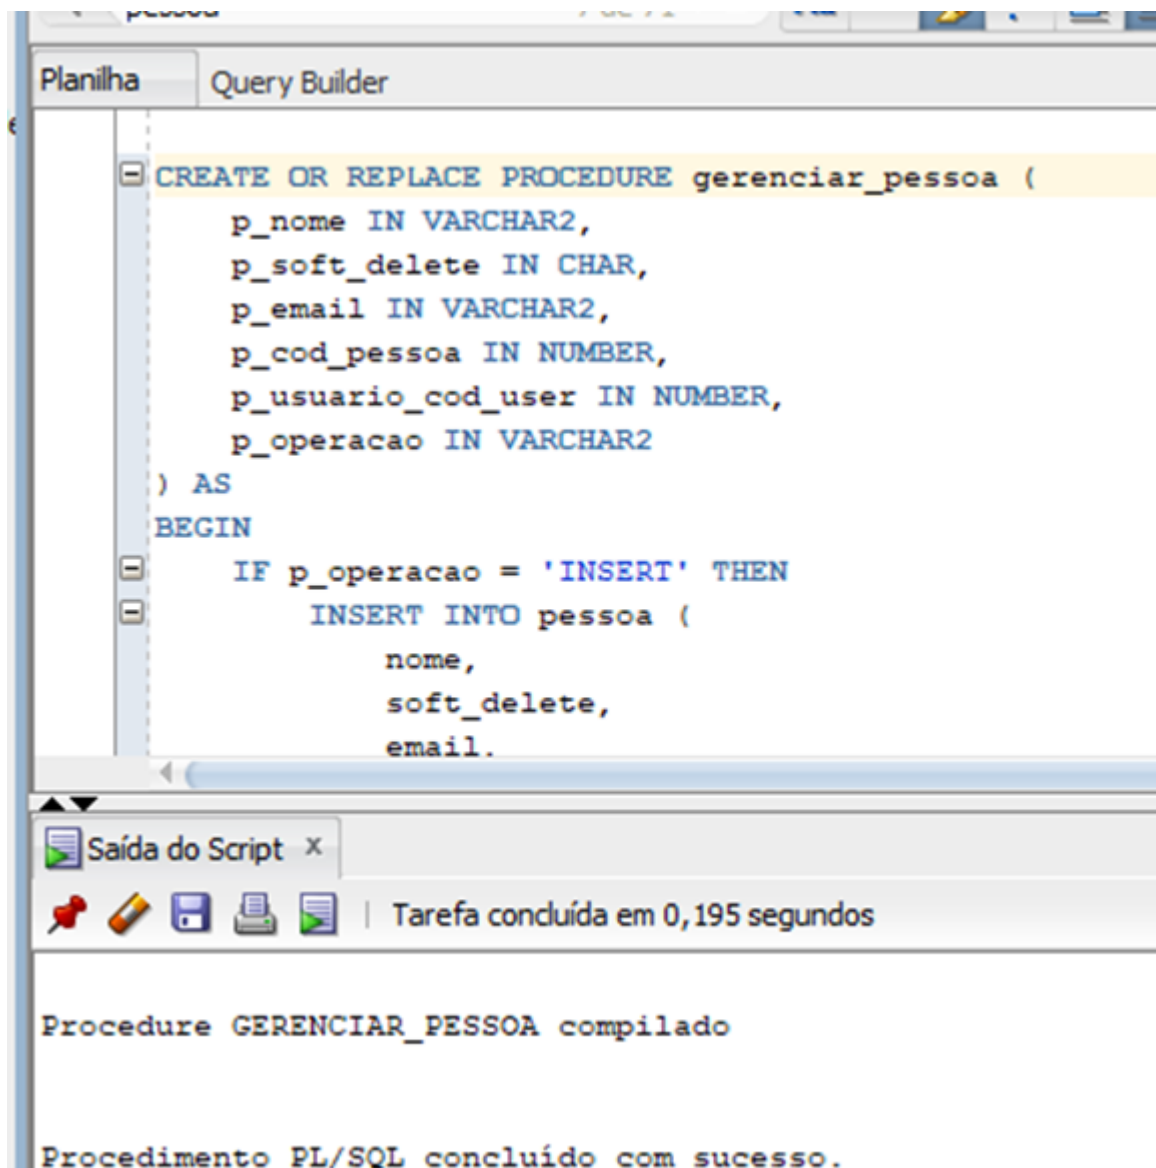 pessoa
Planilha
Query Builder
CREATE OR REPLACE PROCEDURE gerenciar_pessoa (
p_nome IN VARCHAR2,
p_soft_delete IN CHAR,
p_email IN VARCHAR2,
p_cod_pessoa IN NUMBER,
p_usuario_cod_user IN NUMBER,
p_operacao IN VARCHAR2
) AS
BEGIN
IF p_operacao = 'INSERT' THEN
INSERT INTO pessoa (
nome,
soft_delete,
email,
Saída do Script x
Tarefa concluída em 0,195 segundos
Procedure GERENCIAR_PESSOA compilado
Procedimento PL/SQL concluído com sucesso.